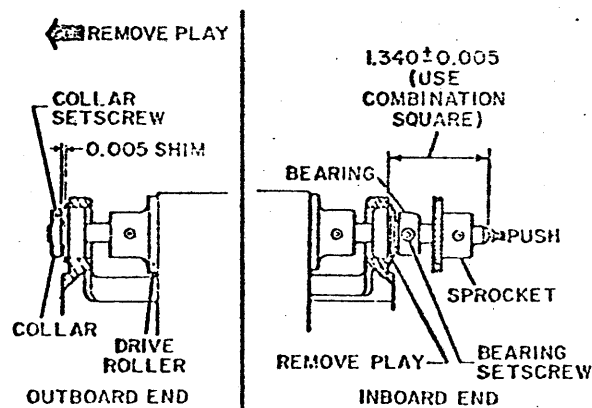 REMOVE PLAY
COLLAR
SETSCREW
0.005 SHIM
COLLAR
DRIVE
ROLLER
OUTBOARD END
1.340±0.005
(USE
COMBINATION
SQUARE)
BEARING
PUSH
SPROCKET
REMOVE PLAY
BEARING
SETSCREW
INBOARD END